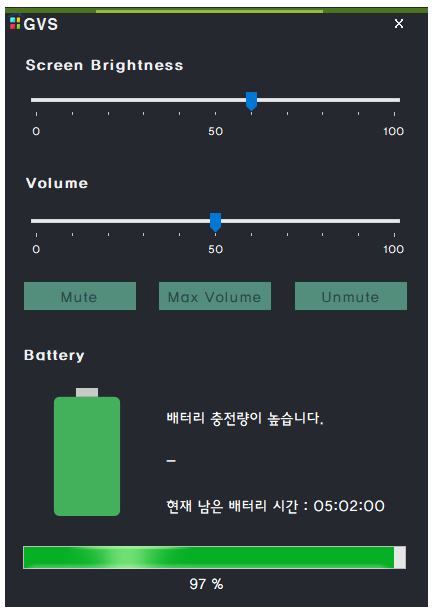 GVS
X
Screen Brightness
0 50 100
Volume
0 50 100
Mute Max Volume Unmute
Battery
배터리 충전량이 높습니다.
–
현재 남은 배터리 시간 : 05:02:00
97 %